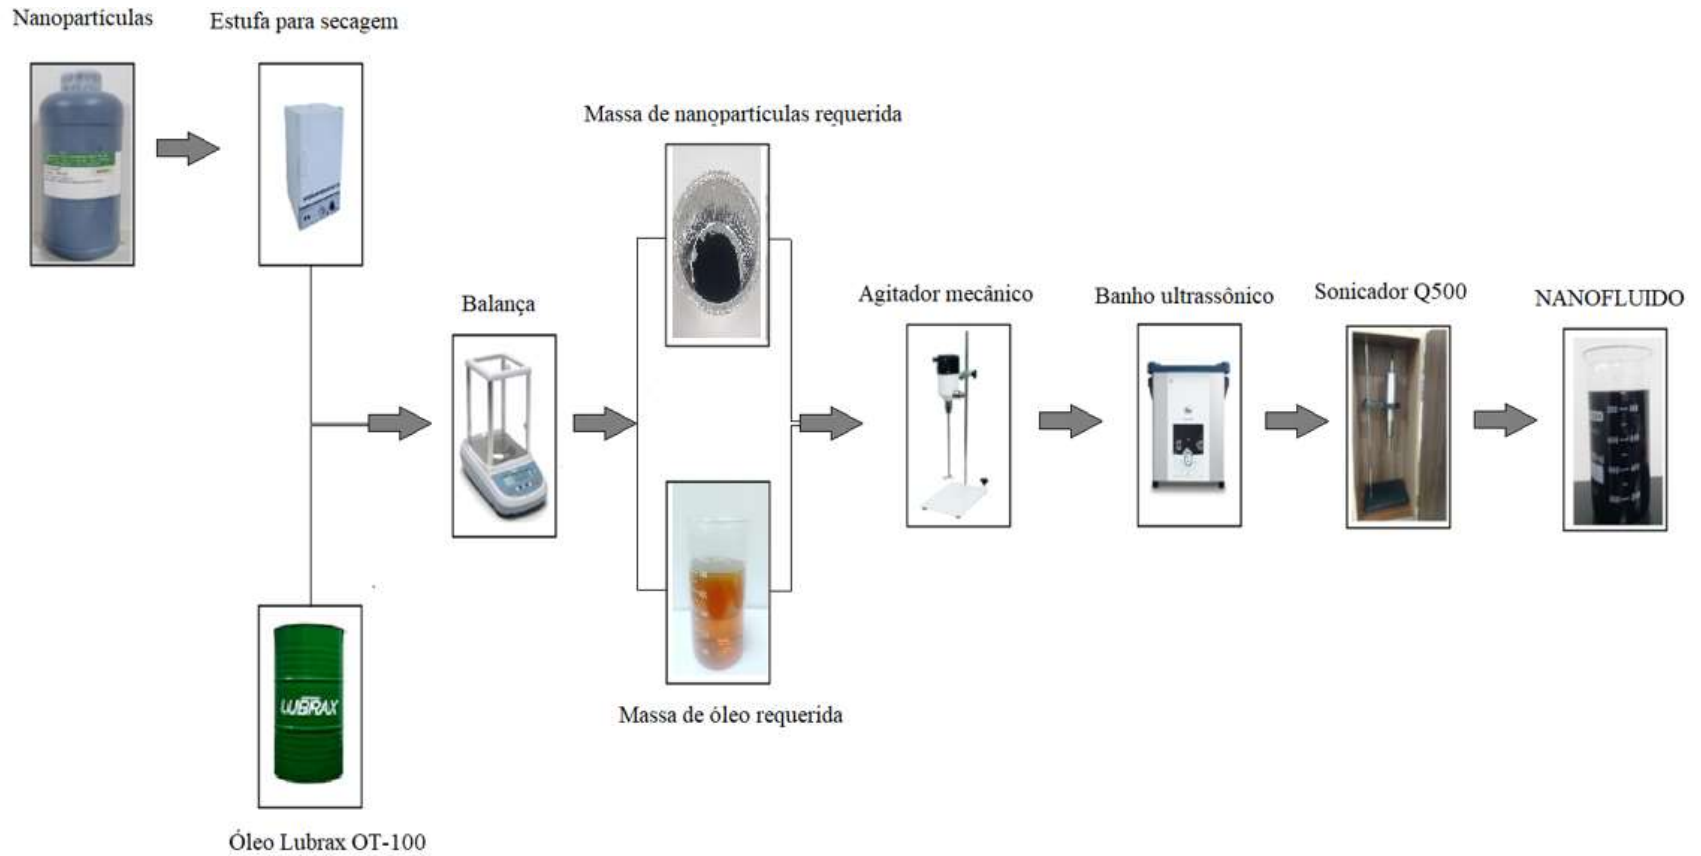 Nanopartículas
Estufa para secagem
Massa de nanopartículas requerida
Balança
Agitador mecânico
Banho ultrassônico
Sonicador Q500
NANOFLUIDO
LUBRAX
Massa de óleo requerida
Óleo Lubrax OT-100